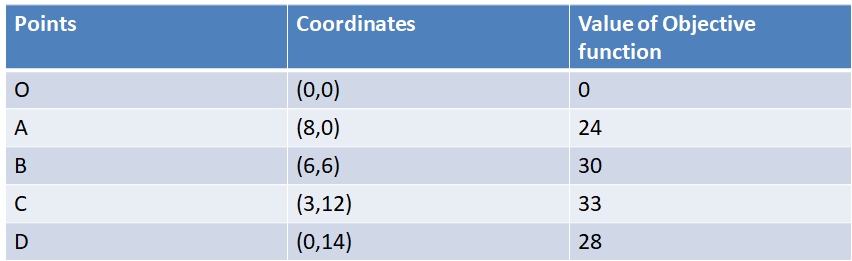 Points Coordinates Value of Objective
function
O (0,0) 0
A (8,0) 24
B (6,6) 30
C (3,12) 33
D (0,14) 28